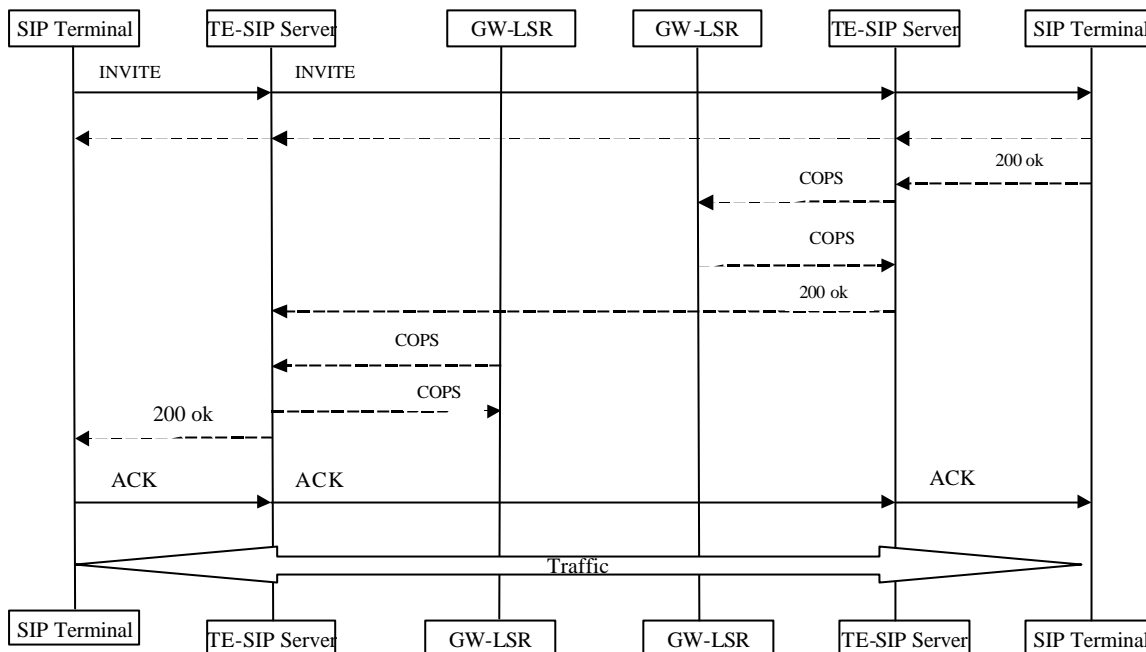 SIP Terminal TE-SIP Server GW-LSR GW-LSR TE-SIP Server SIP Terminal
INVITE INVITE
200 ok
COPS
COPS
200 ok
COPS
COPS
200 ok
ACK ACK ACK
Traffic
SIP Terminal TE-SIP Server GW-LSR GW-LSR TE-SIP Server SIP Terminal